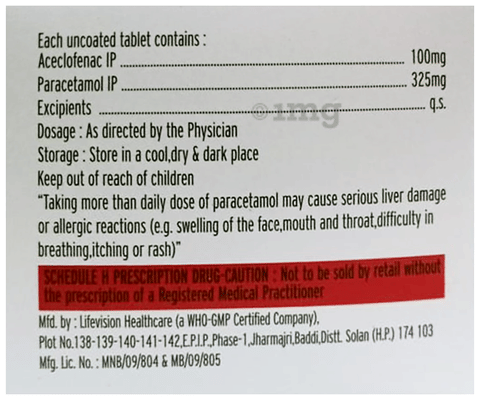 Each uncoated tablet contains :
Aceclofenac IP ........................................................ 100mg
Paracetamol IP ........................................................ 325mg
Excipients ........................................................ q.s.
1mg
Dosage : As directed by the Physician
Storage : Store in a cool,dry & dark place
Keep out of reach of children
“Taking more than daily dose of paracetamol may cause serious liver damage
or allergic reactions (e.g. swelling of the face,mouth and throat,difficulty in
breathing,itching or rash)”
SCHEDULE H PRESCRIPTION DRUG-CAUTION : Not to be sold by retail without
the prescription of a Registered Medical Practitioner
Mfd. by : Lifevision Healthcare (a WHO-GMP Certified Company),
Plot No.138-139-140-141-142,E.P.I.P.,Phase-1,Jharmajri,Baddi,Distt. Solan (H.P.) 174 103
Mfg. Lic. No. : MNB/09/804 & MB/09/805